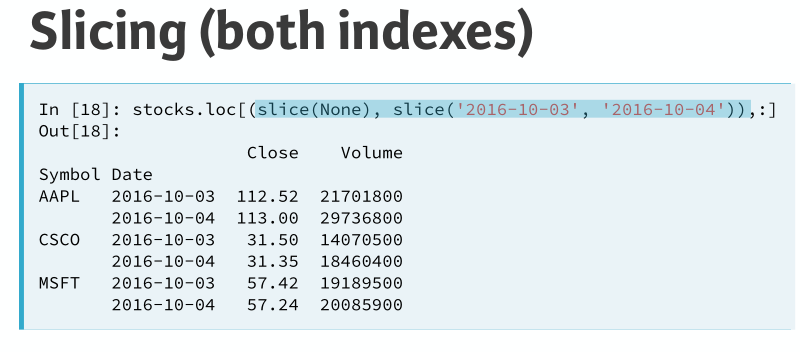 Slicing (both indexes)
In [18]: stocks.loc[(slice(None), slice('2016-10-03', '2016-10-04')),:]
Out[18]:
Close Volume
Symbol Date
AAPL 2016-10-03 112.52 21701800
2016-10-04 113.00 29736800
CSCO 2016-10-03 31.50 14070500
2016-10-04 31.35 18460400
MSFT 2016-10-03 57.42 19189500
2016-10-04 57.24 20085900